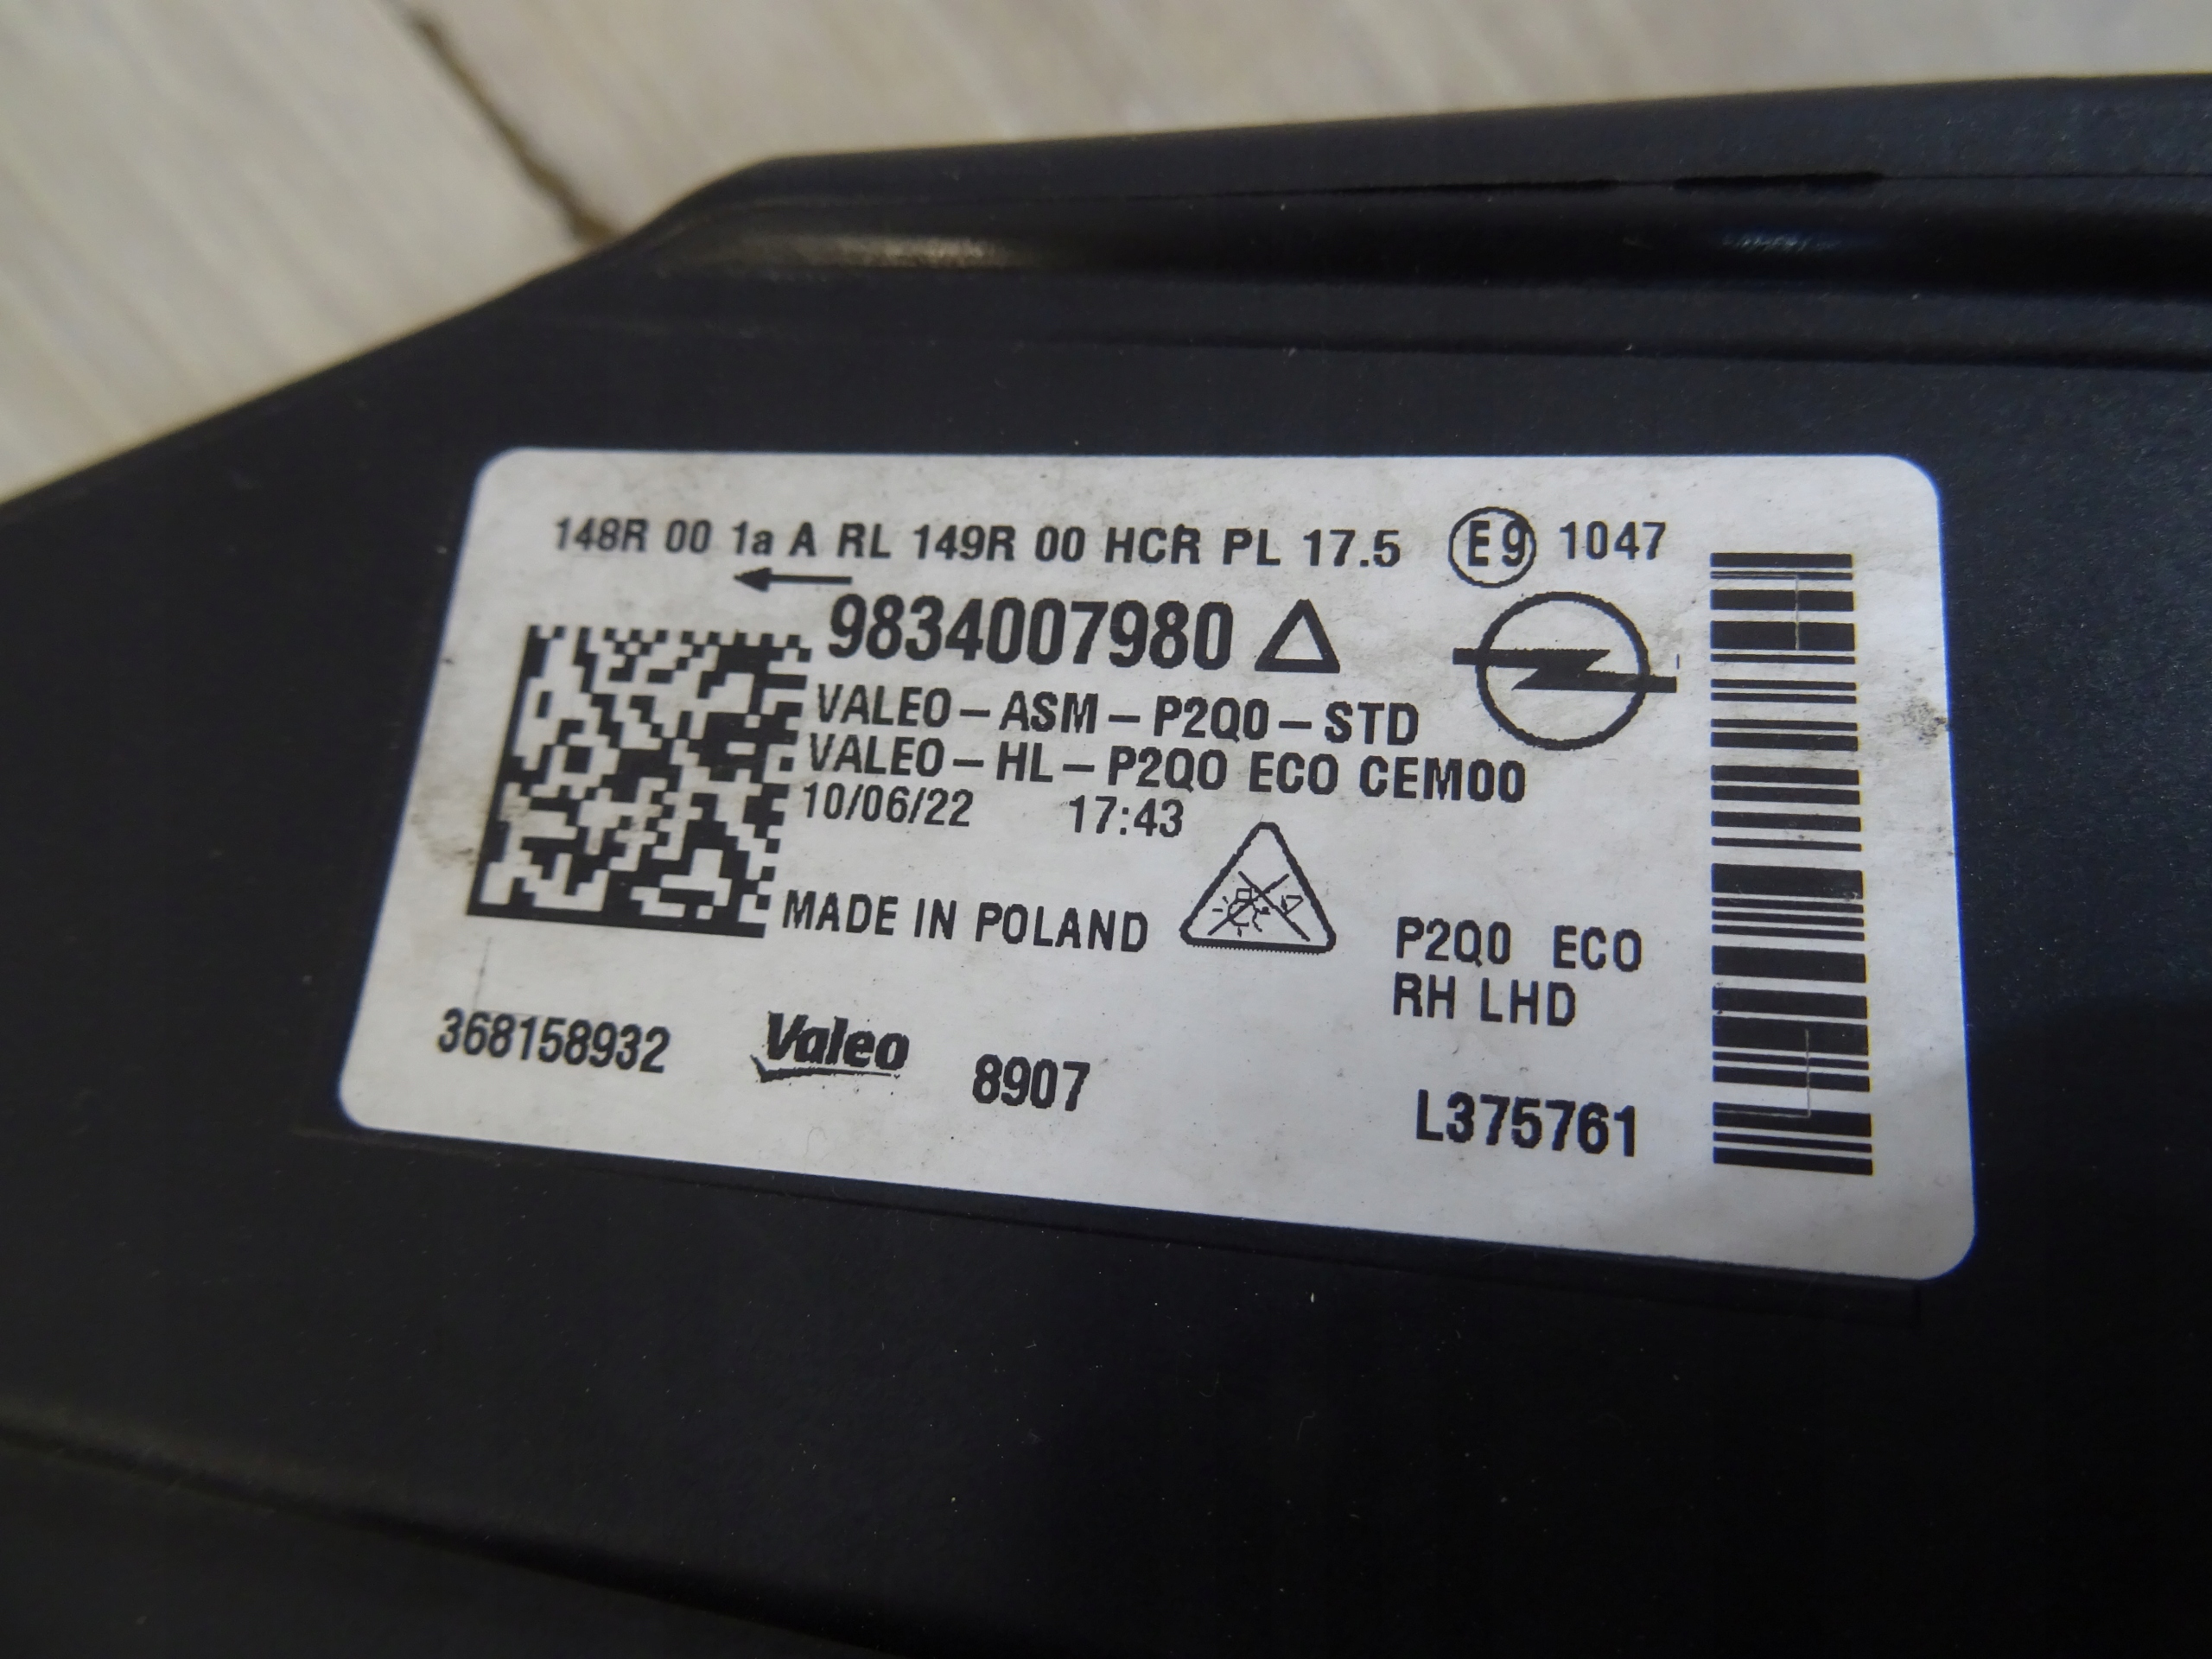 148R 00 1a A RL 149R 00 HCR PL 17.5 E9 1047
9834007980
VALEO-ASM-P2Q0-STD
VALEO-HL-P2QO ECO CEM00
10/06/22 17:43
MADE IN POLAND
P2Q0 ECO
RH LHD
368158932 Valeo 8907 L375761